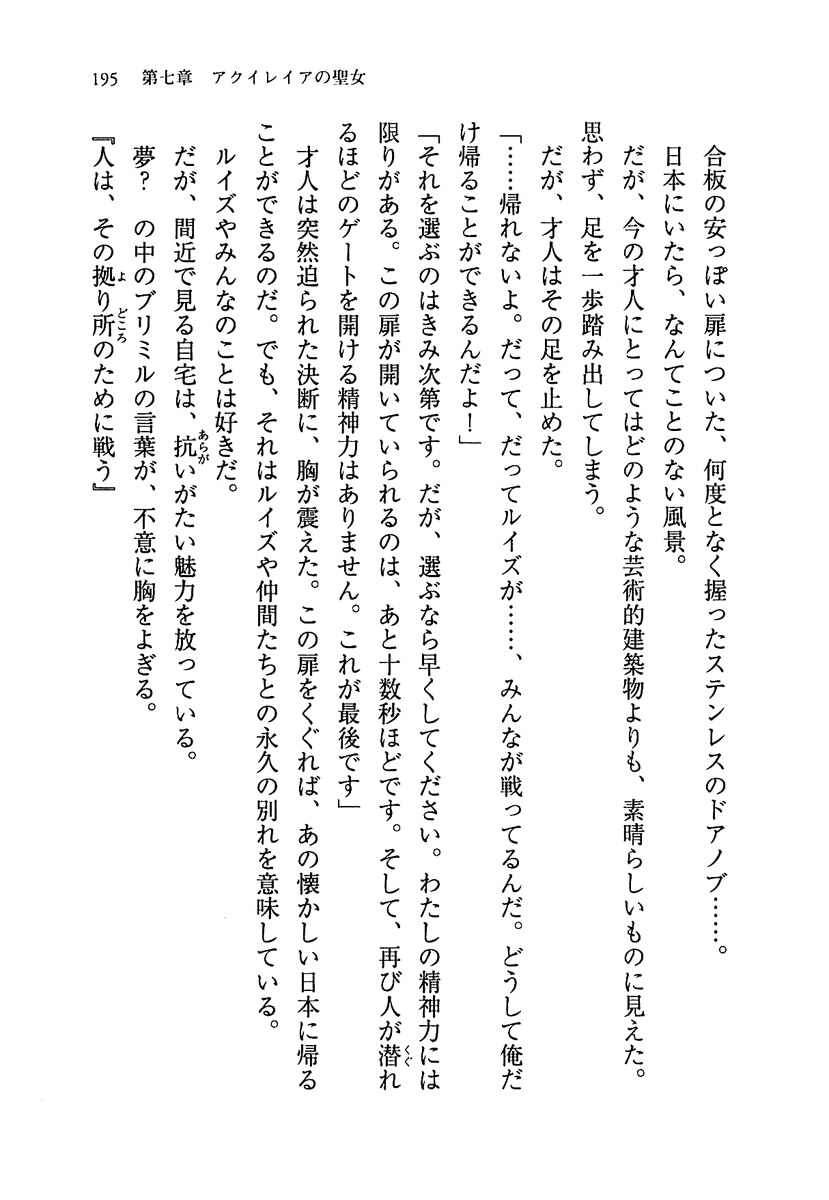 195　第七章　アクイレイアの聖女
合板の安っぽい扉についた、何度となく握ったステンレスのドアノブ……。
日本にいたら、なんてことのない風景。
だが、今の才人にとってはどのような芸術的建築物よりも、素晴らしいものに見えた。
思わず、足を一歩踏み出してしまう。
だが、才人はその足を止めた。
「……帰れないよ。だって、だってルイズが……、みんなが戦ってるんだ。どうして俺だ
け帰ることができるんだよ！」
「それを選ぶのはきみ次第です。だが、選ぶなら早くしてください。わたしの精神力には
限りがある。この扉が開いていられるのは、あと十数秒ほどです。そして、再び人が潜れ
るほどのゲートを開ける精神力はありません。これが最後です」
才人は突然迫られた決断に、胸が震えた。この扉をくぐれば、あの懐かしい日本に帰る
ことができるのだ。でも、それはルイズや仲間たちとの永久の別れを意味している。
ルイズやみんなのことは好きだ。
だが、間近で見る自宅は、抗いがたい魅力を放っている。
夢？　の中のブリミルの言葉が、不意に胸をよぎる。
『人は、その拠り所のために戦う』